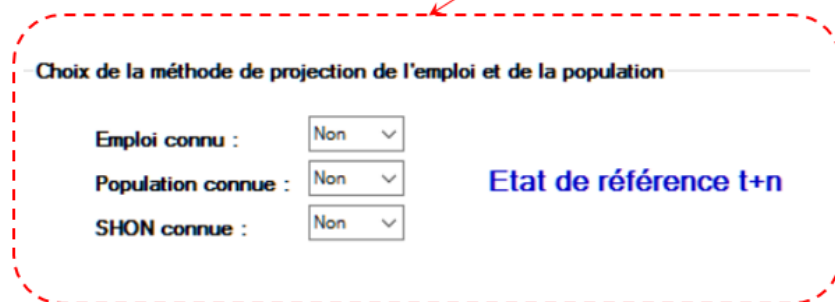 Choix de la méthode de projection de l'emploi et de la population
Emploi connu : Non
Population connue : Non
Etat de référence t+n
SHON connue : Non